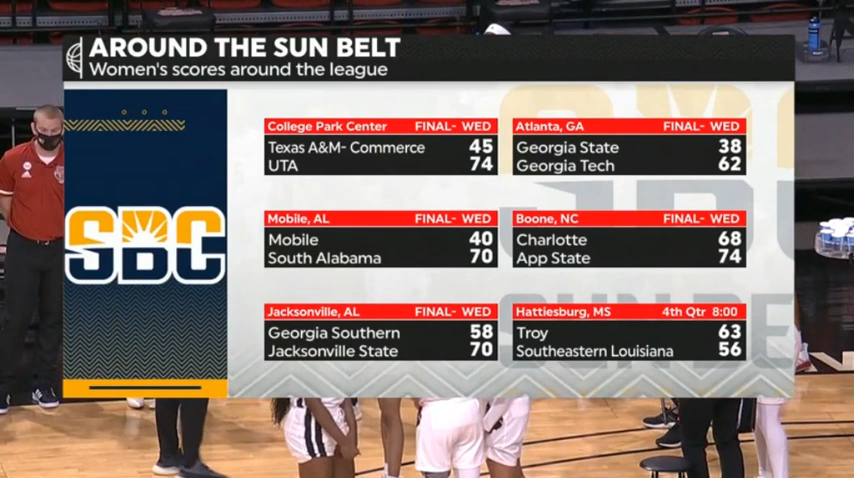 AROUND THE SUN BELT
Women's scores around the league
SBC
College Park Center FINAL- WED
Texas A&M- Commerce 45
UTA 74
Atlanta, GA FINAL- WED
Georgia State 38
Georgia Tech 62
Mobile, AL FINAL- WED
Mobile 40
South Alabama 70
Boone, NC FINAL- WED
Charlotte 68
App State 74
Jacksonville, AL FINAL- WED
Georgia Southern 58
Jacksonville State 70
Hattiesburg, MS 4th Qtr 8:00
Troy 63
Southeastern Louisiana 56
SUN BE